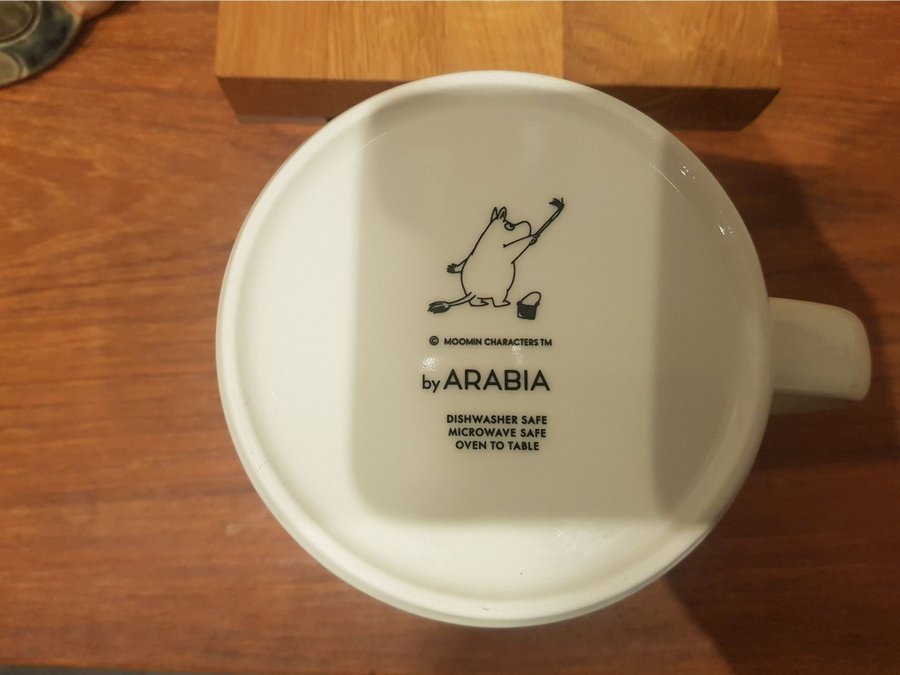 © MOOMIN CHARACTERS TM
by ARABIA
DISHWASHER SAFE
MICROWAVE SAFE
OVEN TO TABLE